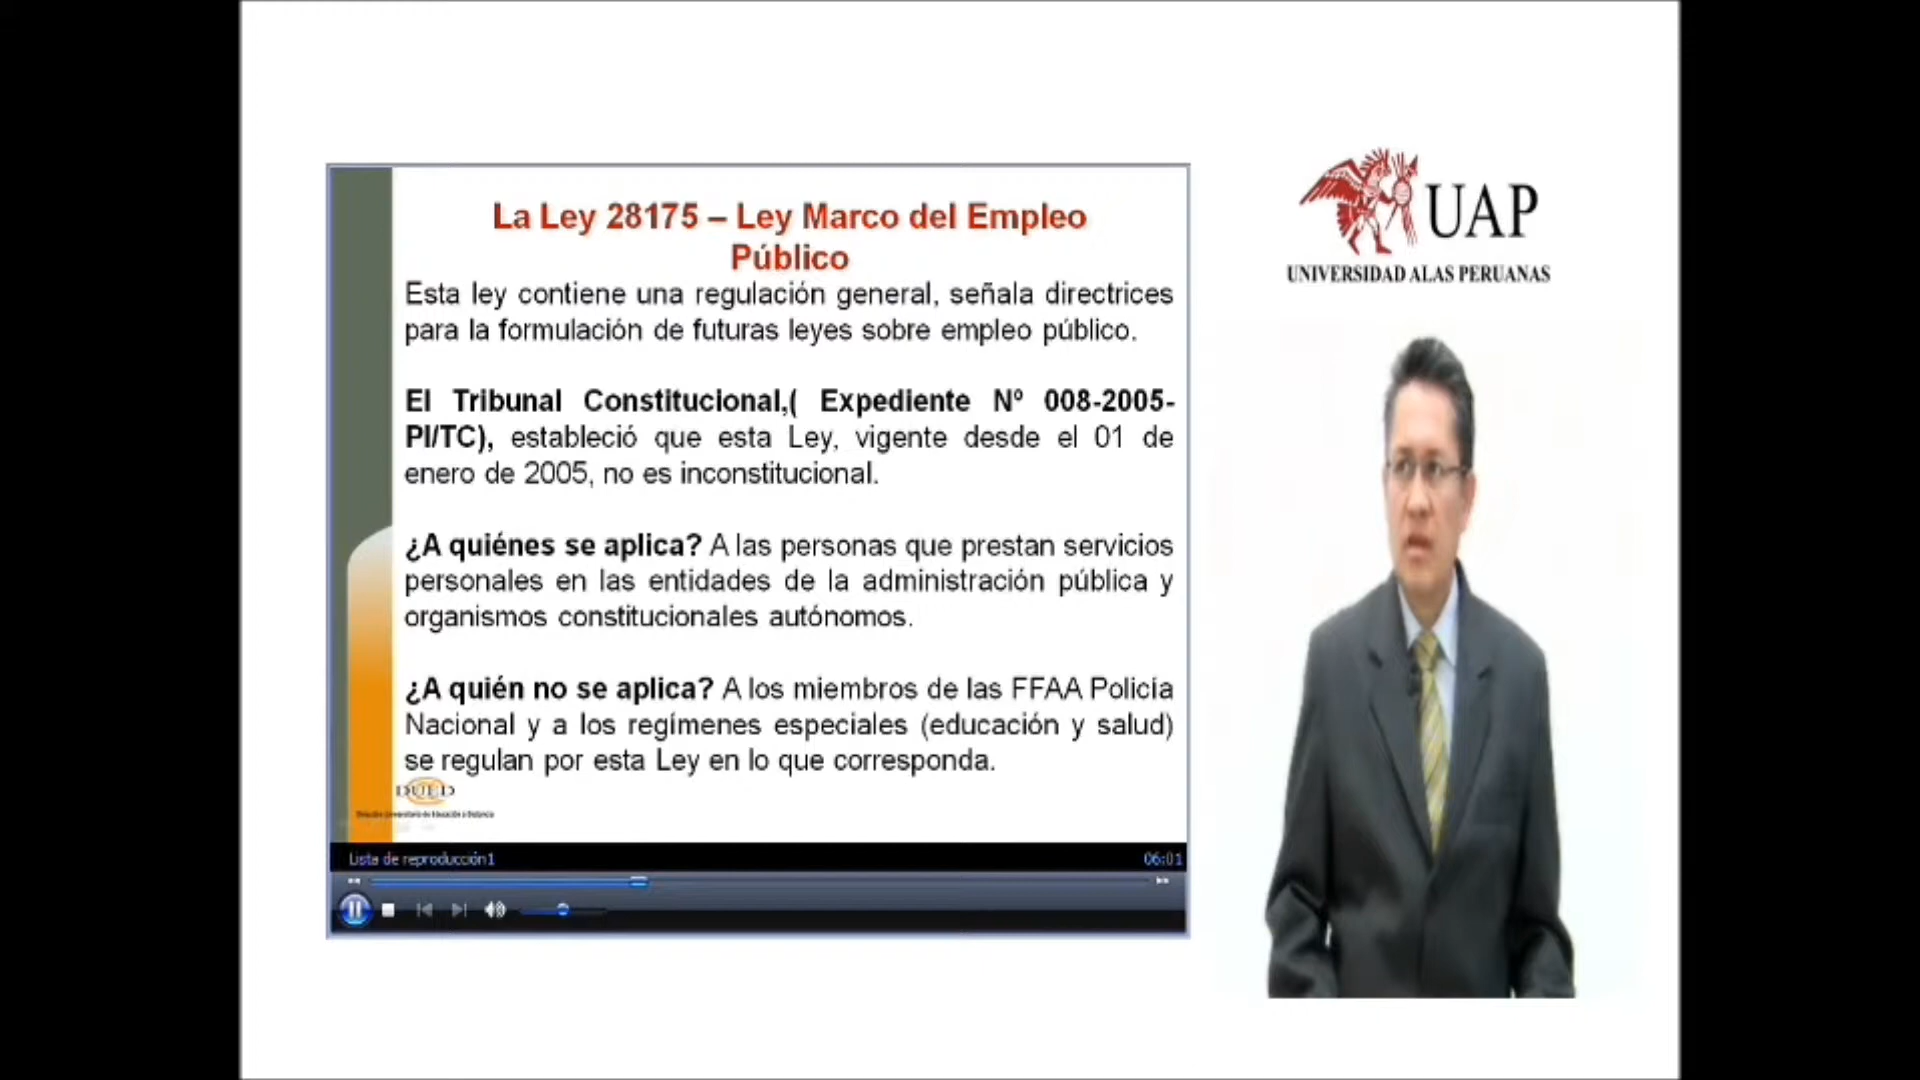 La Ley 28175 – Ley Marco del Empleo
Público
Esta ley contiene una regulación general, señala directrices
para la formulación de futuras leyes sobre empleo público.
El Tribunal Constitucional,( Expediente Nº 008-2005-
PI/TC), estableció que esta Ley, vigente desde el 01 de
enero de 2005, no es inconstitucional.
¿A quiénes se aplica? A las personas que prestan servicios
personales en las entidades de la administración pública y
organismos constitucionales autónomos.
¿A quién no se aplica? A los miembros de las FFAA Policía
Nacional y a los regímenes especiales (educación y salud)
se regulan por esta Ley en lo que corresponda.
DUED
Dirección Universitaria de Educación a Distancia
Lista de reproducción1
06:01
UAP
UNIVERSIDAD ALAS PERUANAS